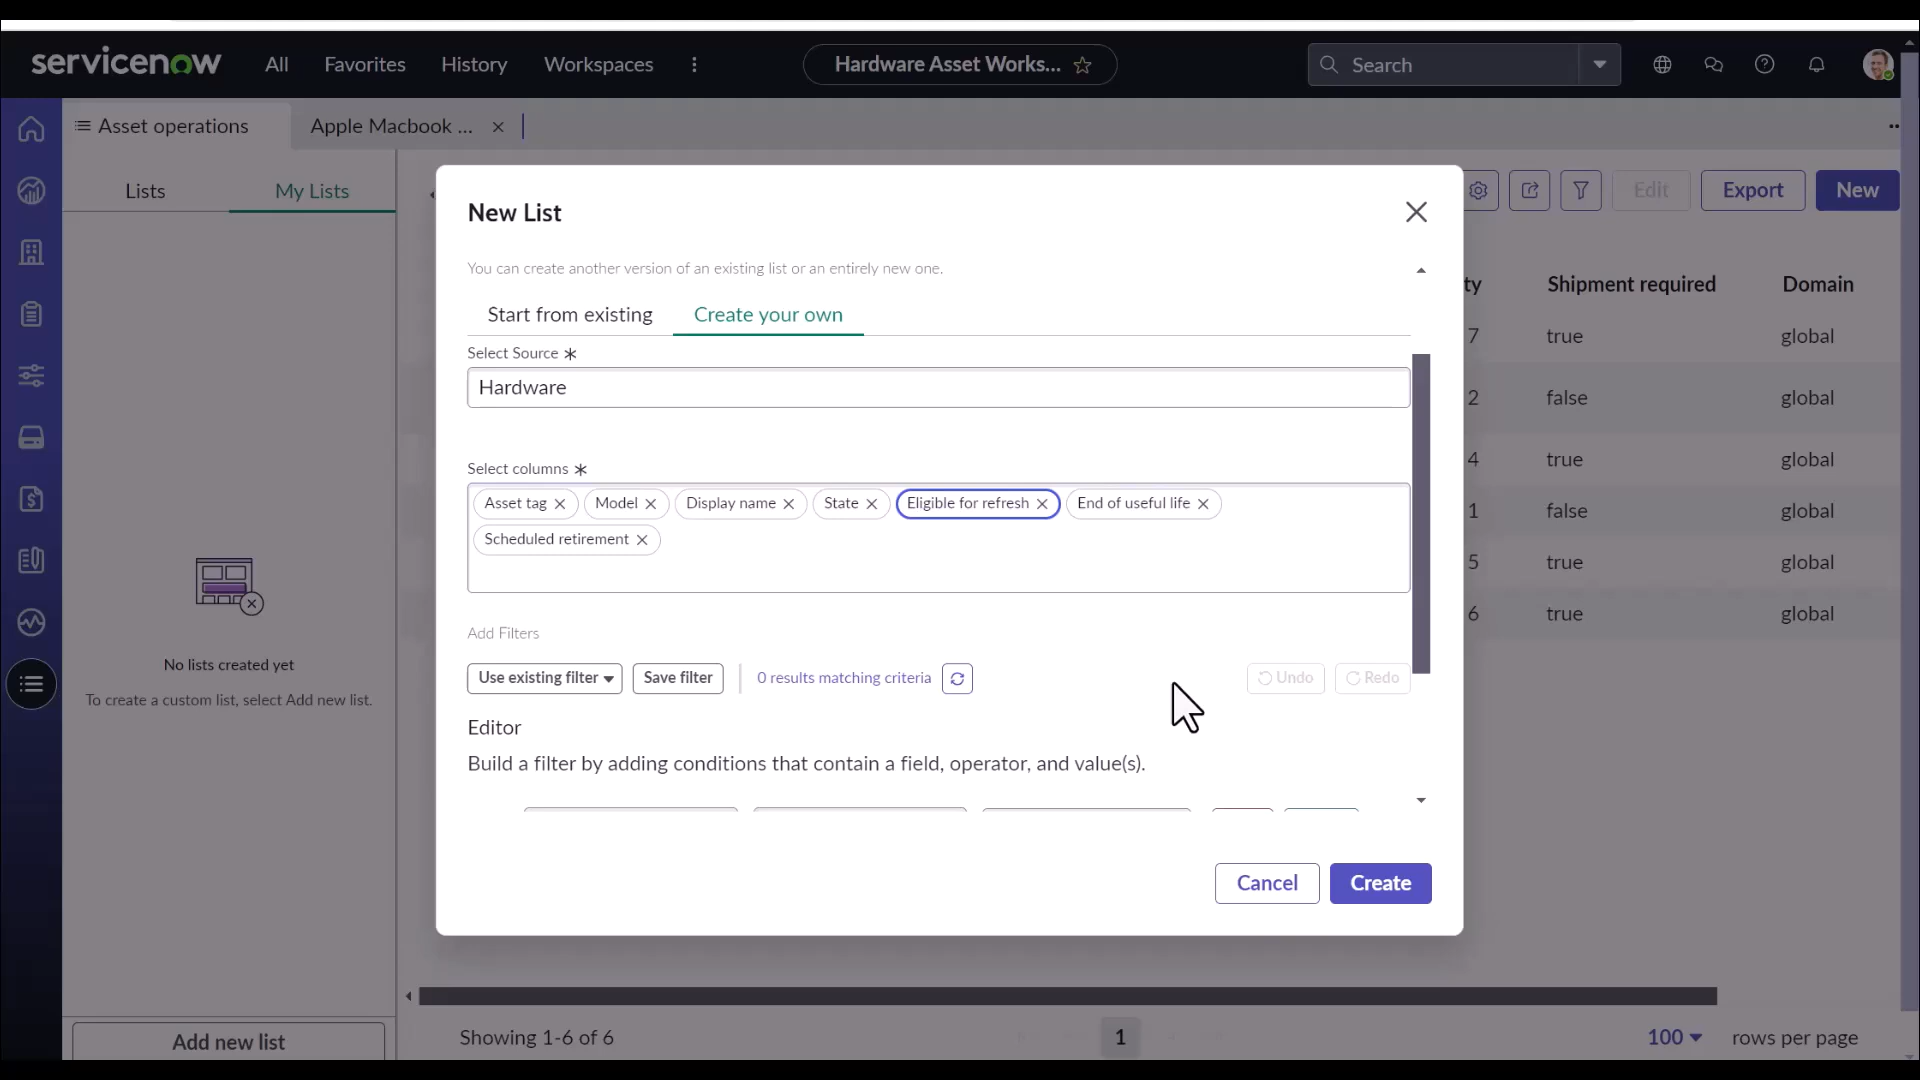 servicenow All Favorites History Workspaces Hardware Asset Works... Search
Asset operations Apple Macbook ...
Lists My Lists
Edit Export New
New List
You can create another version of an existing list or an entirely new one.
Start from existing Create your own
Select Source *
Hardware
Select columns *
Asset tag Model Display name State Eligible for refresh End of useful life
Scheduled retirement
Add Filters
Use existing filter Save filter 0 results matching criteria Undo Redo
Editor
Build a filter by adding conditions that contain a field, operator, and value(s).
Cancel Create
ty Shipment required Domain
7 true global
2 false global
4 true global
1 false global
5 true global
6 true global
No lists created yet
To create a custom list, select Add new list.
Add new list
Showing 1-6 of 6 1 100 rows per page